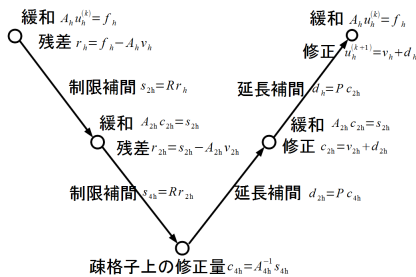 緩和 A_h u_h^(k) = f_h
残差 r_h = f_h − A_h v_h
制限補間 s_2h = R r_h
緩和 A_2h c_2h = s_2h
残差 r_2h = s_2h − A_2h v_2h
制限補間 s_4h = R r_2h
疎格子上の修正量 c_4h = A_4h^−1 s_4h
延長補間 d_2h = P c_4h
緩和 A_2h c_2h = s_2h
修正 c_2h = v_2h + d_2h
延長補間 d_h = P c_2h
緩和 A_h u_h^(k) = f_h
修正 u_h^(k+1) = v_h + d_h